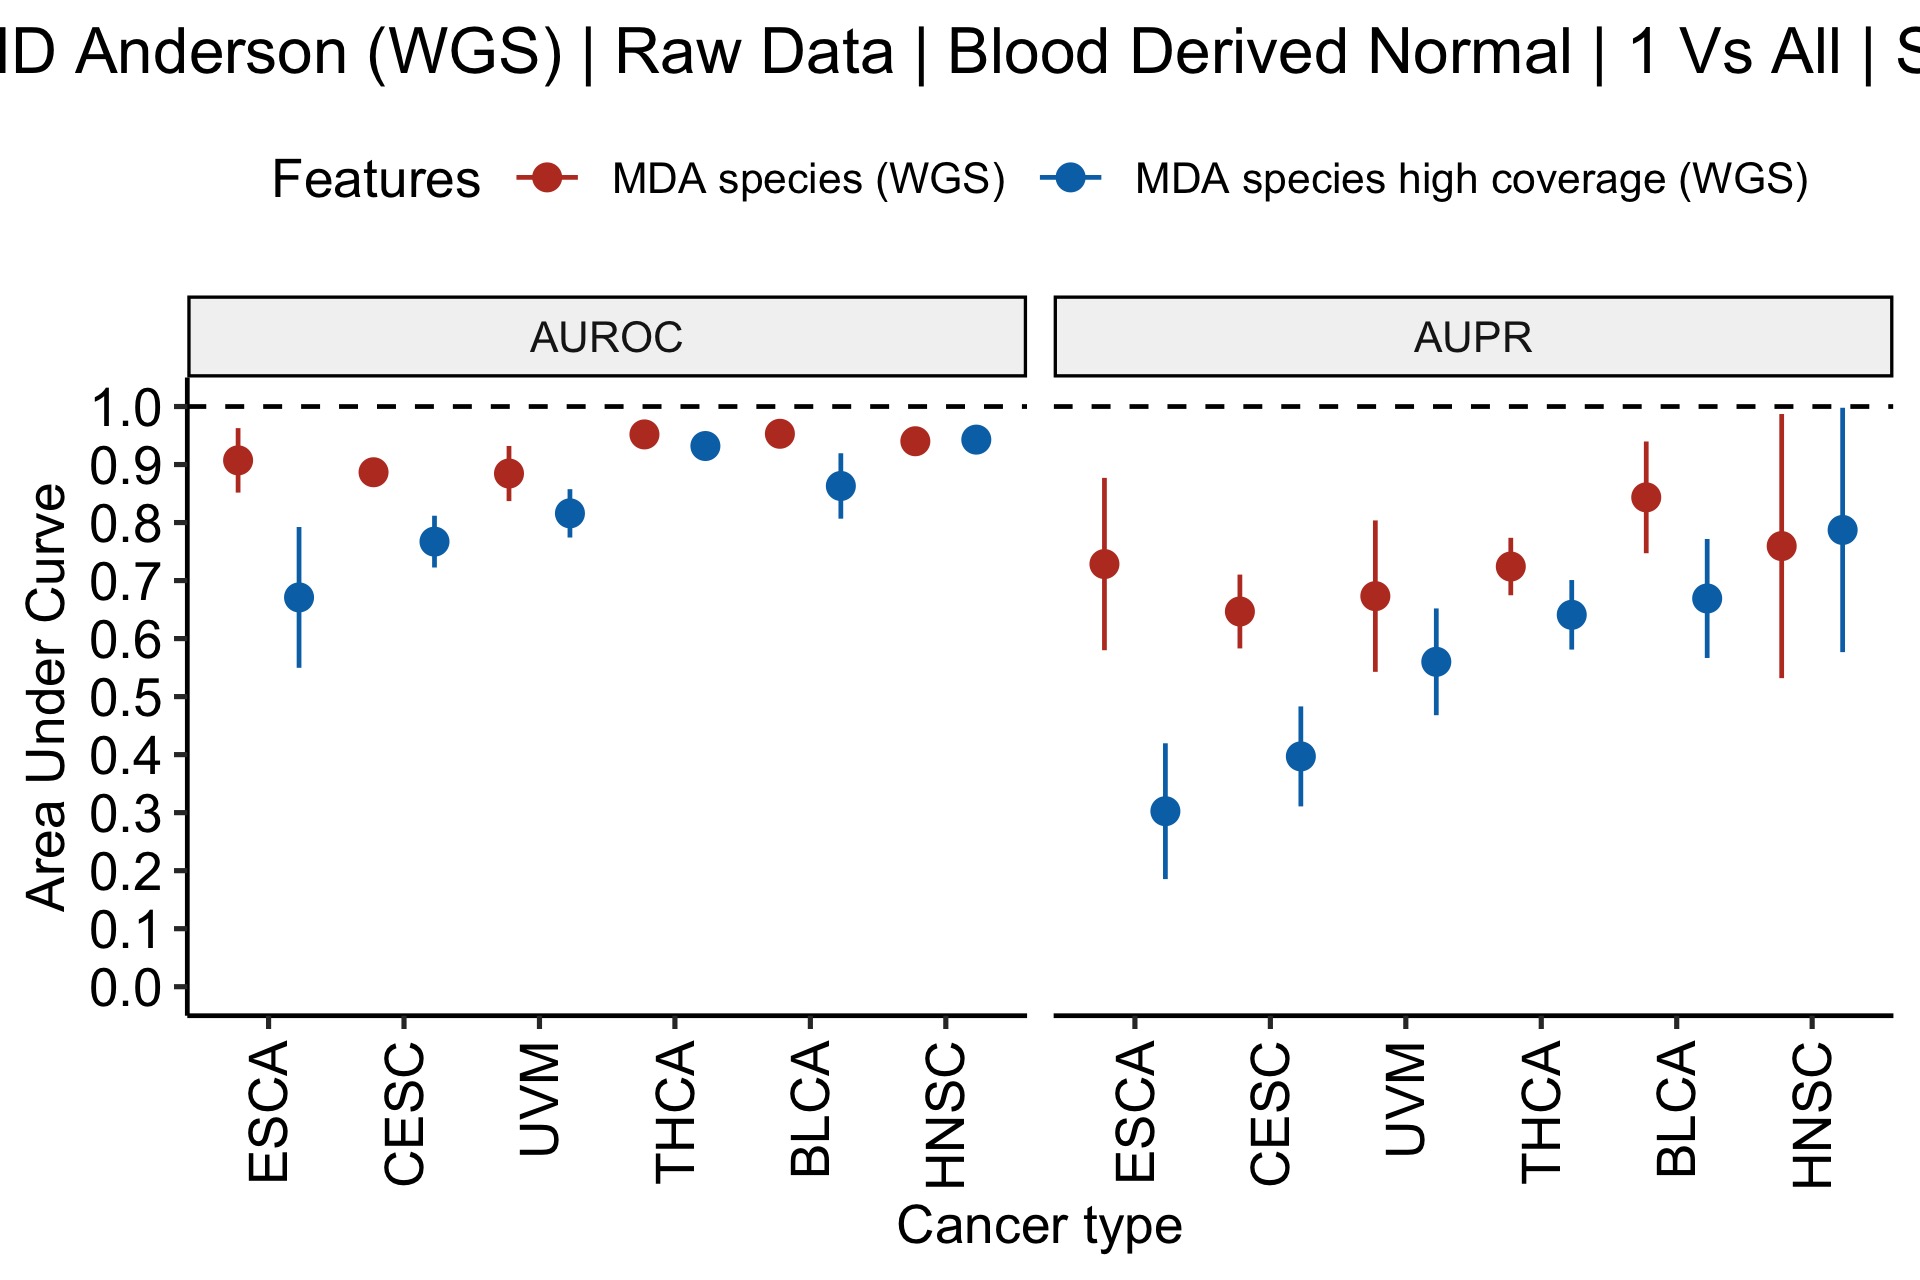 Anderson (WGS) | Raw Data | Blood Derived Normal | 1 Vs All |
Features MDA species (WGS) MDA species high coverage (WGS)
AUROC AUPR
Area Under Curve
1.0
0.9
0.8
0.7
0.6
0.5
0.4
0.3
0.2
0.1
0.0
ESCA CESC UVM THCA BLCA HNSC ESCA CESC UVM THCA BLCA HNSC
Cancer type